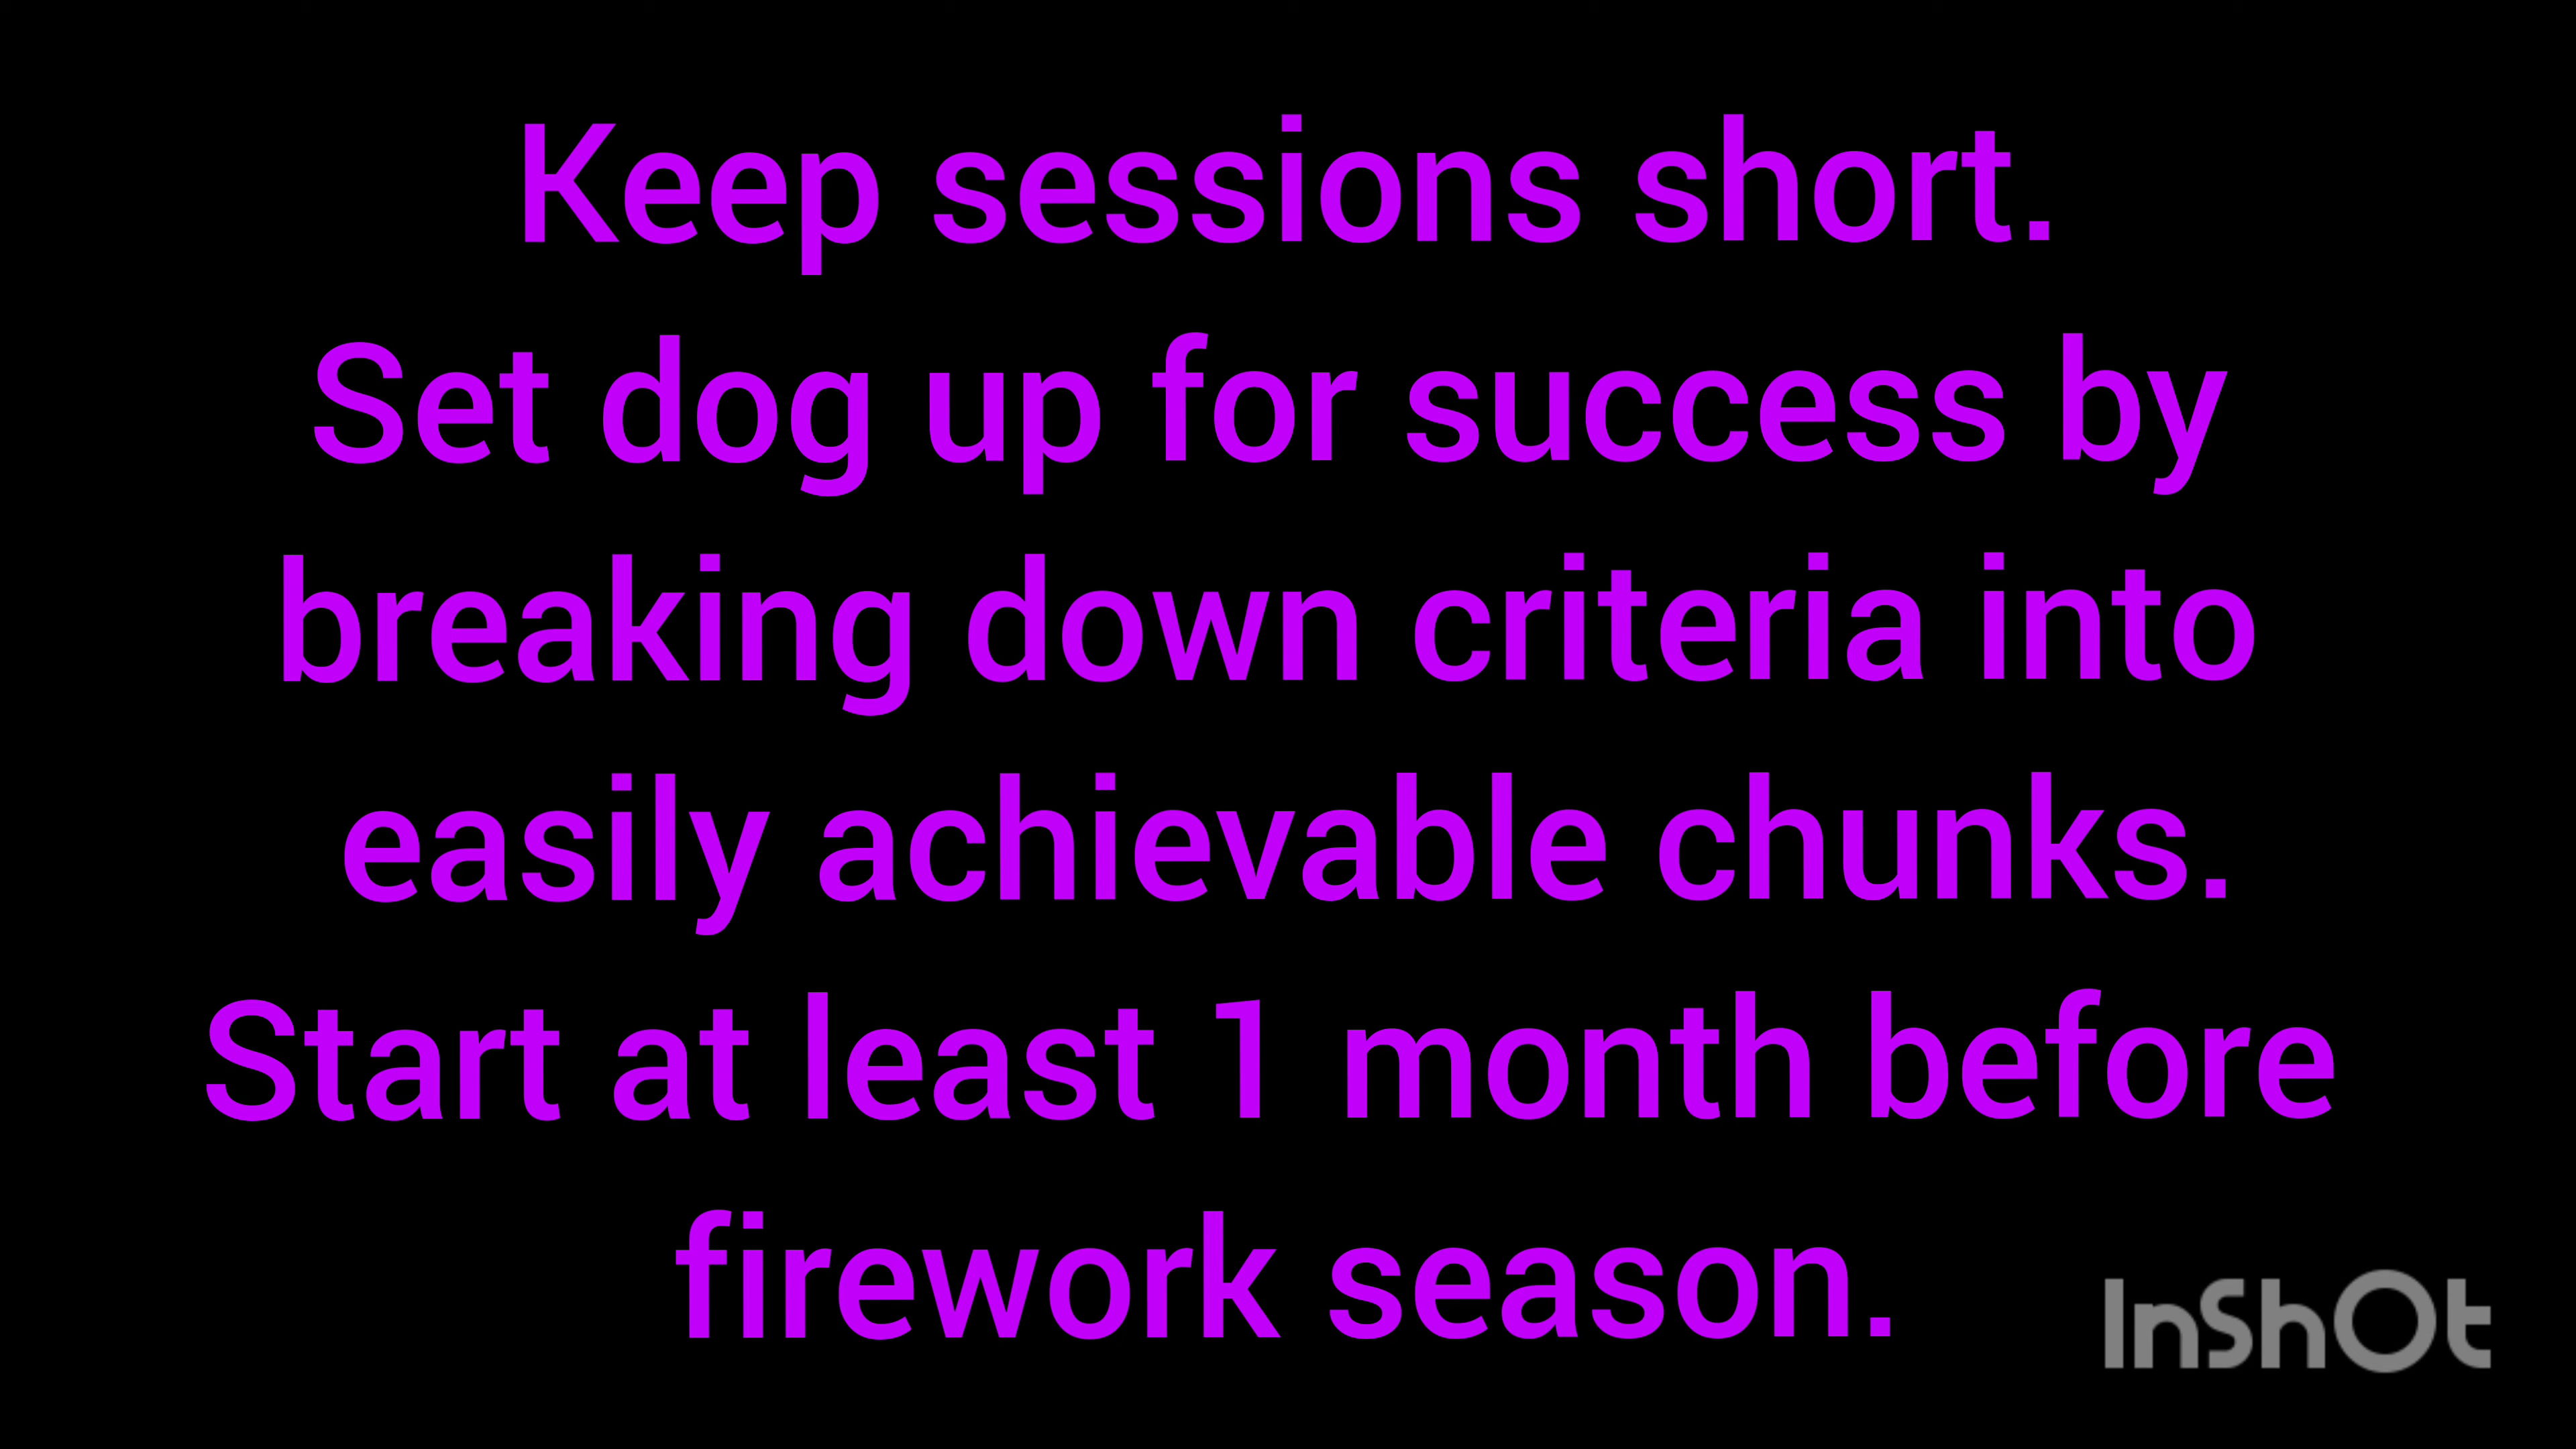 Keep sessions short.
Set dog up for success by
breaking down criteria into
easily achievable chunks.
Start at least 1 month before
firework season.
InShOt